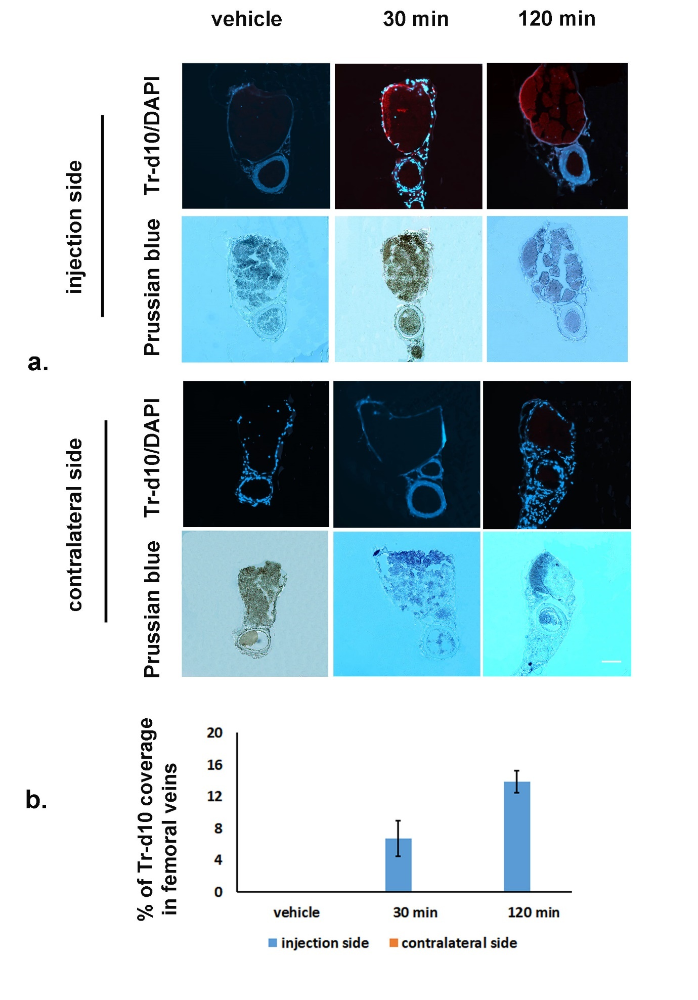 vehicle 30 min 120 min
injection side
Tr-d10/DAPI
Prussian blue
a.
contralateral side
Tr-d10/DAPI
Prussian blue
b.
% of Tr-d10 coverage
in femoral veins
20
16
12
8
4
0
vehicle 30 min 120 min
injection side contralateral side